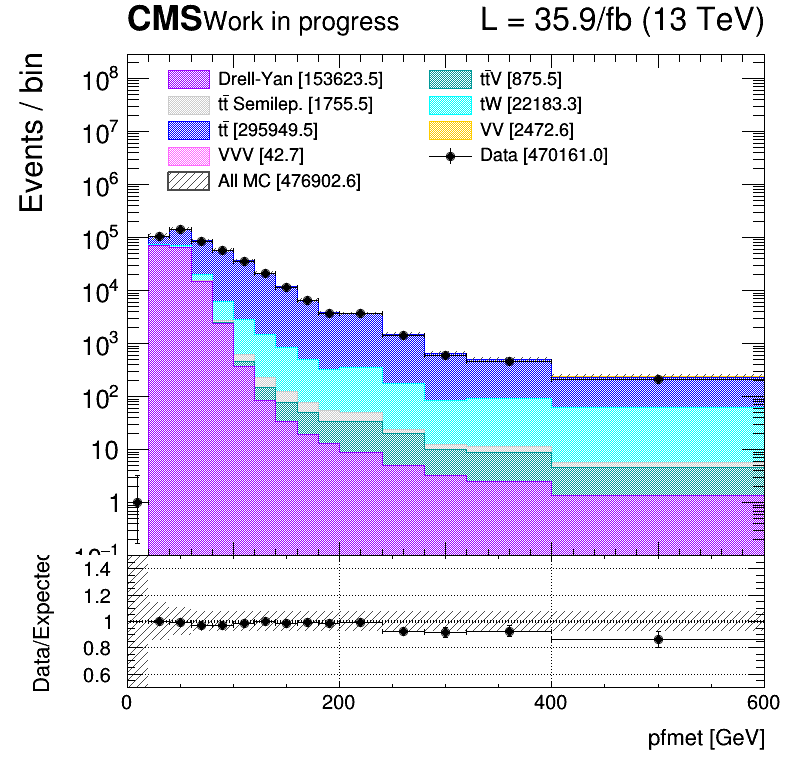 CMS Work in progress L = 35.9/fb (13 TeV)
Events / bin
10⁸
10⁷
10⁶
10⁵
10⁴
10³
10²
10
1
10⁻¹
Drell-Yan [153623.5]
tt̄ Semilep. [1755.5]
tt̄ [295949.5]
VVV [42.7]
All MC [476902.6]
tt̄V [875.5]
tW [22183.3]
VV [2472.6]
Data [470161.0]
Data/Expected
1.4
1.2
1
0.8
0.6
0 200 400 600
pfmet [GeV]